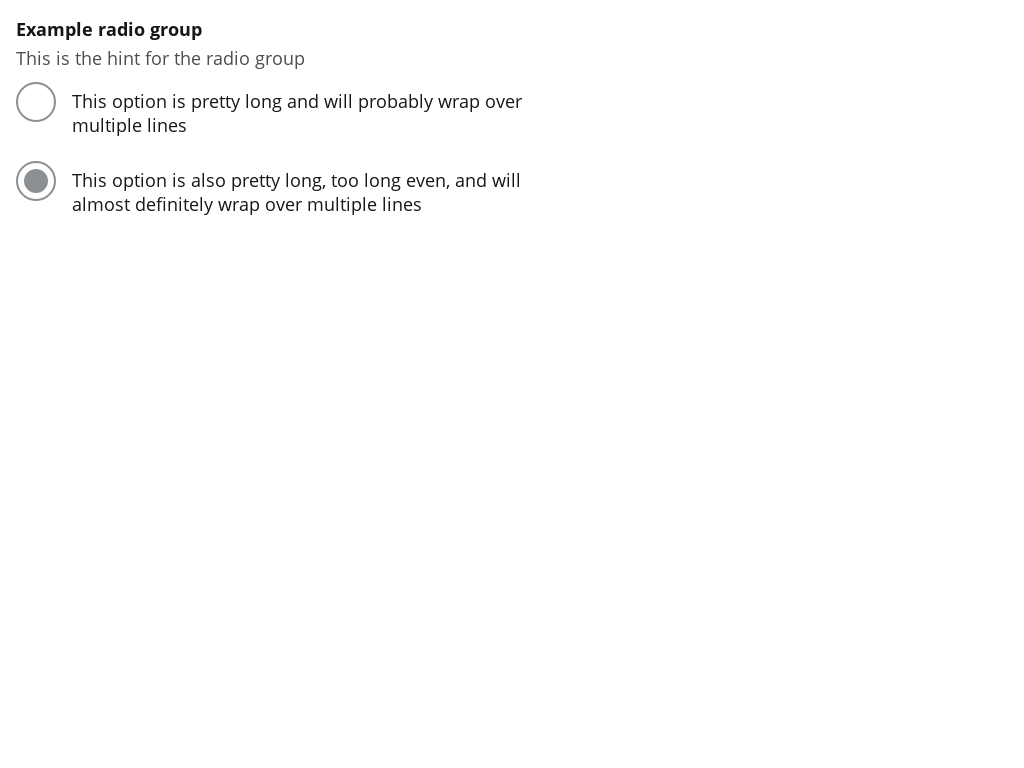 Example radio group
This is the hint for the radio group
This option is pretty long and will probably wrap over
multiple lines
This option is also pretty long, too long even, and will
almost definitely wrap over multiple lines